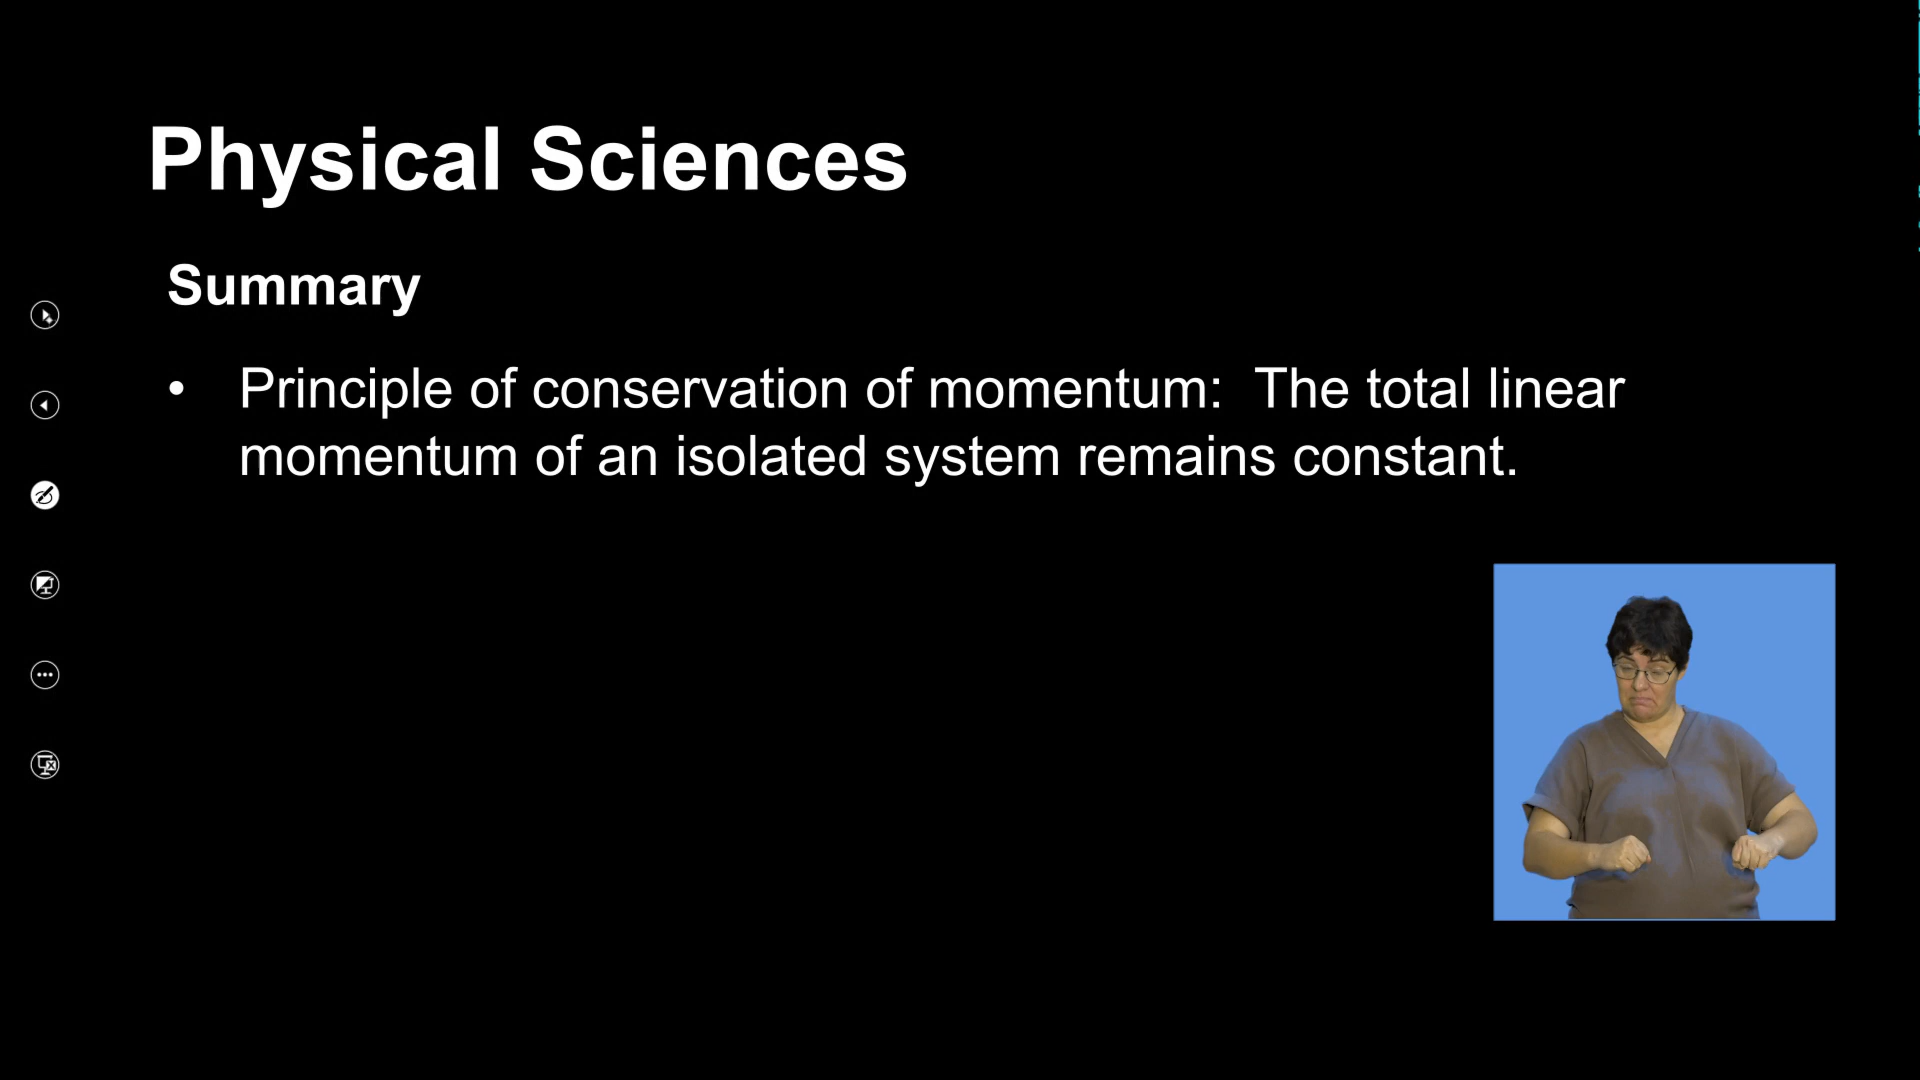 Physical Sciences
Summary
• Principle of conservation of momentum:  The total linear
momentum of an isolated system remains constant.